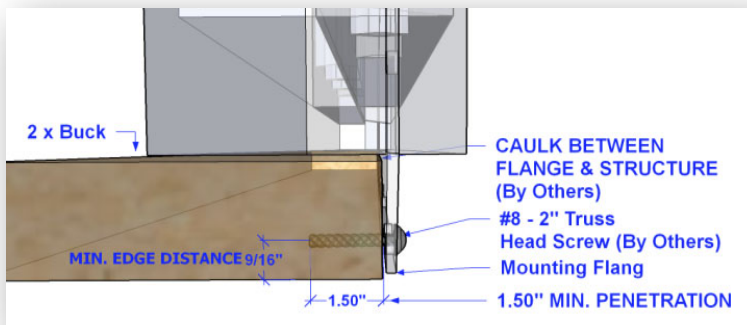 2 x Buck
CAULK BETWEEN
FLANGE & STRUCTURE
(By Others)
#8 - 2" Truss
Head Screw (By Others)
MIN. EDGE DISTANCE 9/16"
Mounting Flang
1.50"
1.50" MIN. PENETRATION